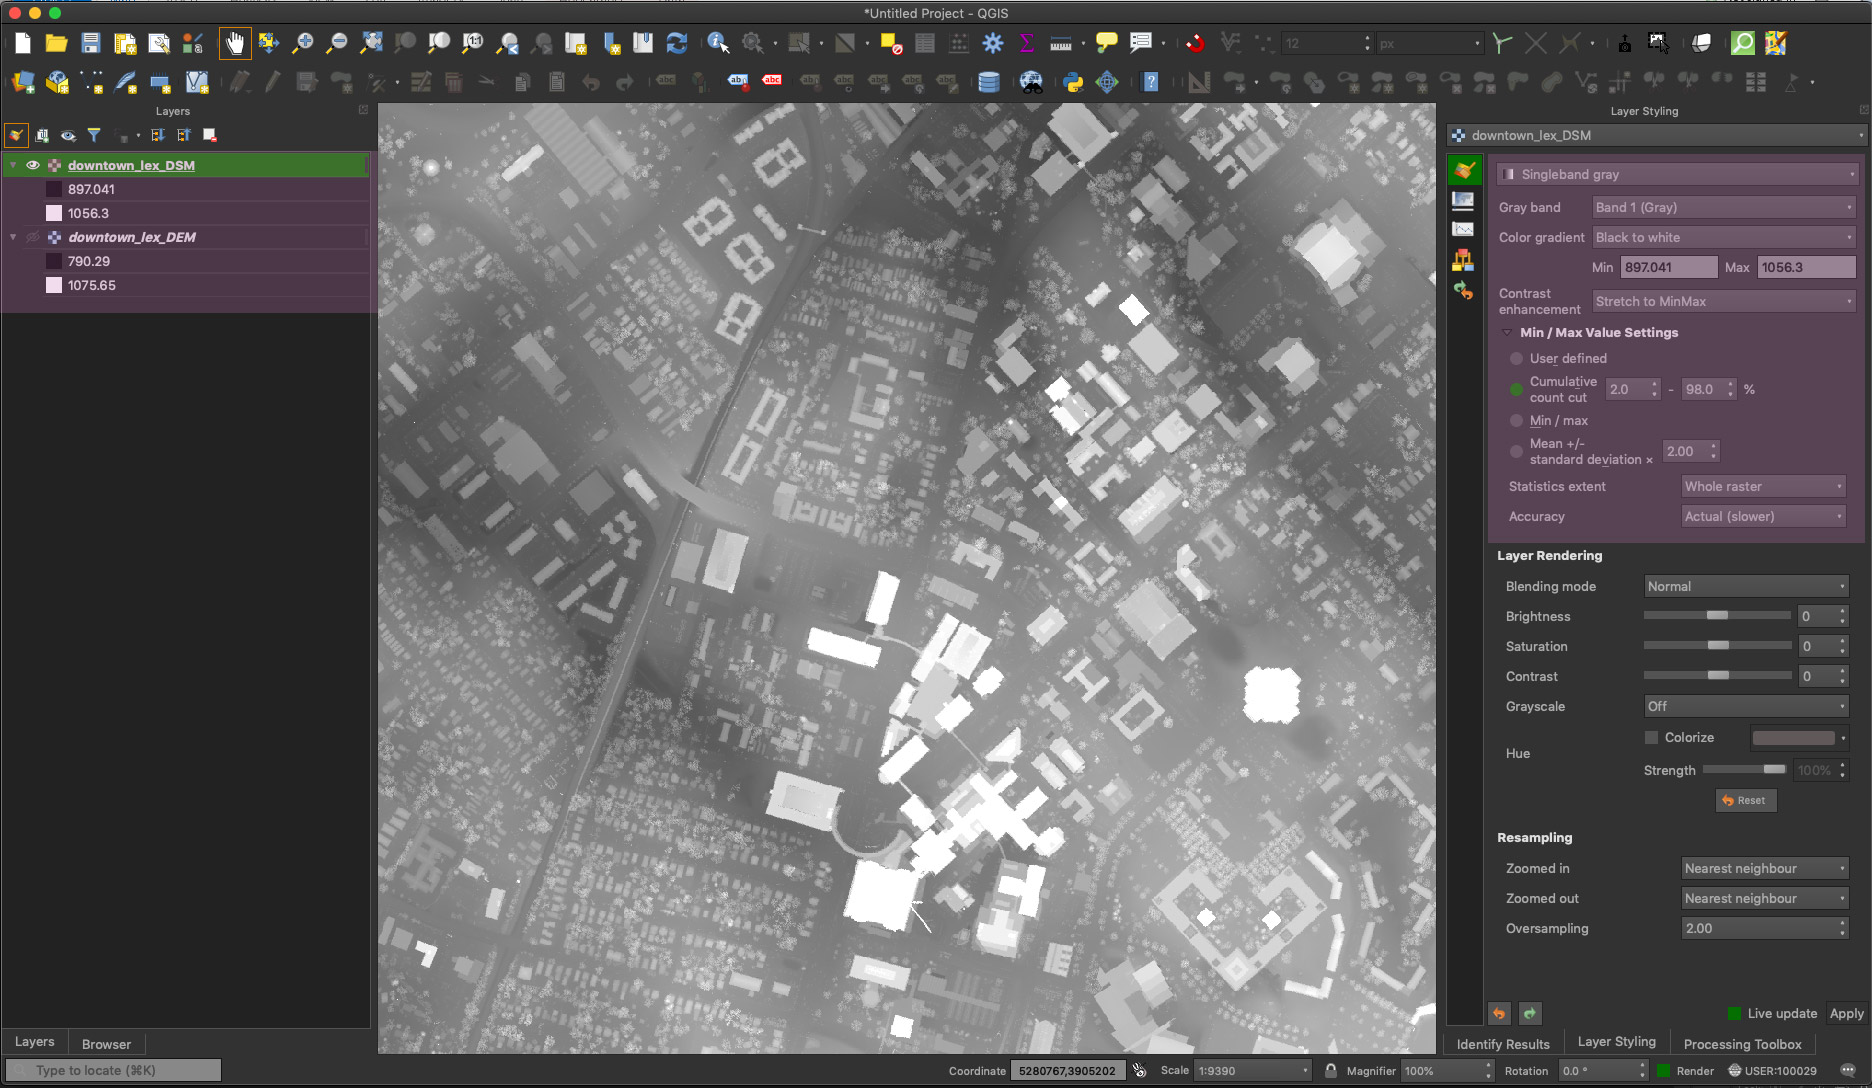 *Untitled Project - QGIS
12
px
Layers
downtown_lex_DSM
897.041
1056.3
downtown_lex_DEM
790.29
1075.65
Layer Styling
downtown_lex_DSM
Singleband gray
Gray band Band 1 (Gray)
Color gradient Black to white
Min 897.041 Max 1056.3
Contrast enhancement Stretch to MinMax
Min / Max Value Settings
User defined
Cumulative count cut 2.0 - 98.0 %
Min / max
Mean +/- standard deviation × 2.00
Statistics extent Whole raster
Accuracy Actual (slower)
Layer Rendering
Blending mode Normal
Brightness 0
Saturation 0
Contrast 0
Grayscale Off
Hue Colorize
Strength 100%
Reset
Resampling
Zoomed in Nearest neighbour
Zoomed out Nearest neighbour
Oversampling 2.00
Live update Apply
Layers Browser
Identify Results Layer Styling Processing Toolbox
Type to locate (⌘K)
Coordinate 5280767,3905202 Scale 1:9390 Magnifier 100% Rotation 0.0 ° Render USER:100029